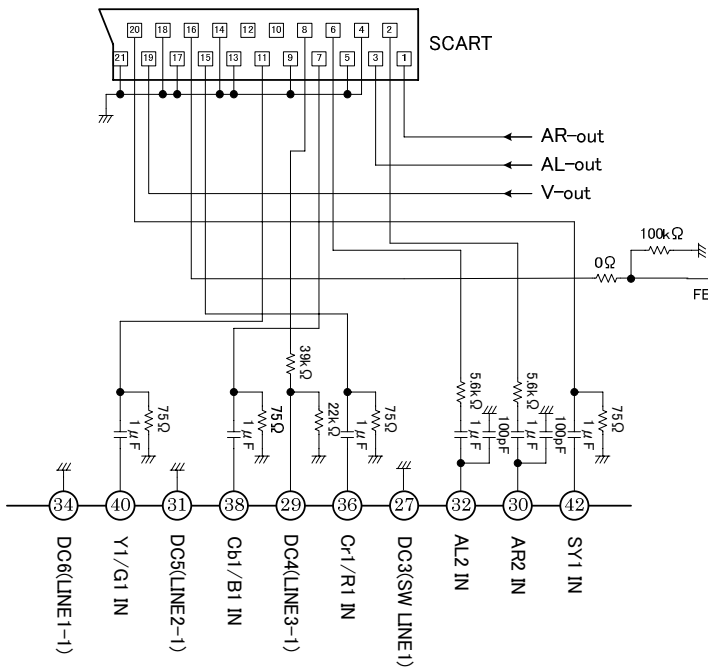 20 18 16 14 12 10 8 6 4 2
SCART
21 19 17 15 13 11 9 7 5 3 1
AR-out
AL-out
V-out
100kΩ
0Ω
FB
39kΩ
5.6kΩ
5.6kΩ
75Ω
1μF
75Ω
1μF
22kΩ
75Ω
1μF
1μF
100pF
1μF
100pF
1μF
75Ω
34 40 31 38 29 36 27 32 30 42
DC6(LINE1-1)
Y1/G1 IN
DC5(LINE2-1)
Cb1/B1 IN
DC4(LINE3-1)
Cr1/R1 IN
DC3(SW LINE1)
AL2 IN
AR2 IN
SY1 IN